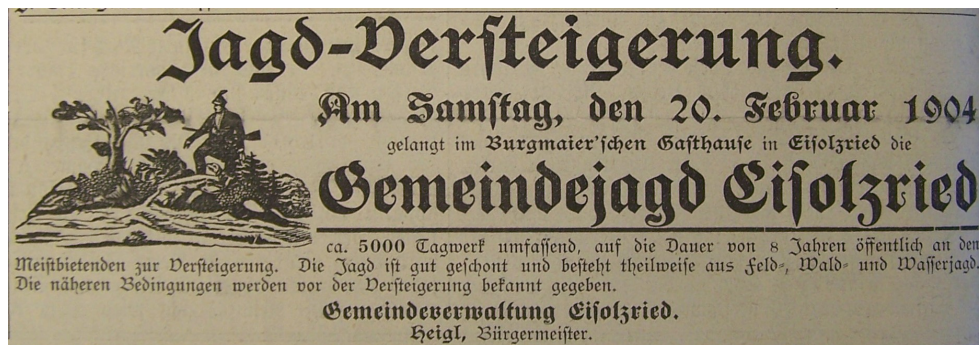 Jagd-Versteigerung.
Am Samstag, den 20. Februar 1904
gelangt im Burgmaier'schen Gasthause in Eisolzried die
Gemeindejagd Eisolzried
ca. 5000 Tagwerk umfassend, auf die Dauer von 8 Jahren öffentlich an den
Meistbietenden zur Versteigerung. Die Jagd ist gut geschont und besteht theilweise aus Feld-, Wald- und Wasserjagd.
Die näheren Bedingungen werden vor der Versteigerung bekannt gegeben.
Gemeindeverwaltung Eisolzried.
Heigl, Bürgermeister.